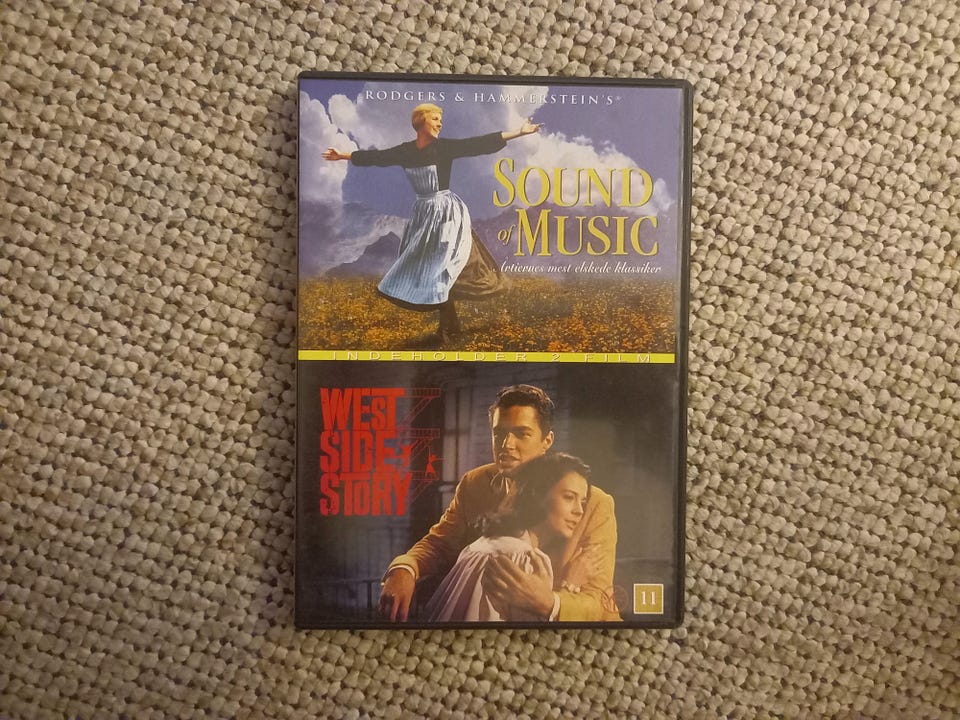 RODGERS & HAMMERSTEIN'S®
SOUND
of MUSIC
Årtiernes mest elskede klassiker
INDEHOLDER 2 FILM
WEST
SIDE
STORY
11